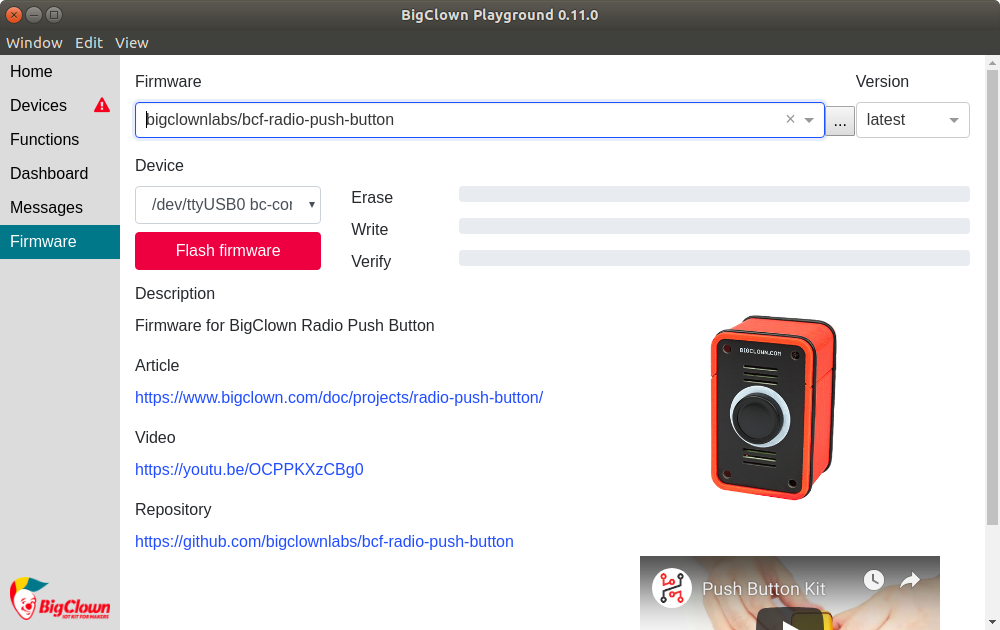 BigClown Playground 0.11.0
Window Edit View
Home
Devices
Functions
Dashboard
Messages
Firmware
Firmware
Version
bigclownlabs/bcf-radio-push-button
...
latest
Device
/dev/ttyUSB0 bc-cor
Flash firmware
Erase
Write
Verify
Description
Firmware for BigClown Radio Push Button
Article
https://www.bigclown.com/doc/projects/radio-push-button/
Video
https://youtu.be/OCPPKXzCBg0
Repository
https://github.com/bigclownlabs/bcf-radio-push-button
BIGCLOWN.COM
Push Button Kit
BigClown
IOT KIT FOR MAKERS